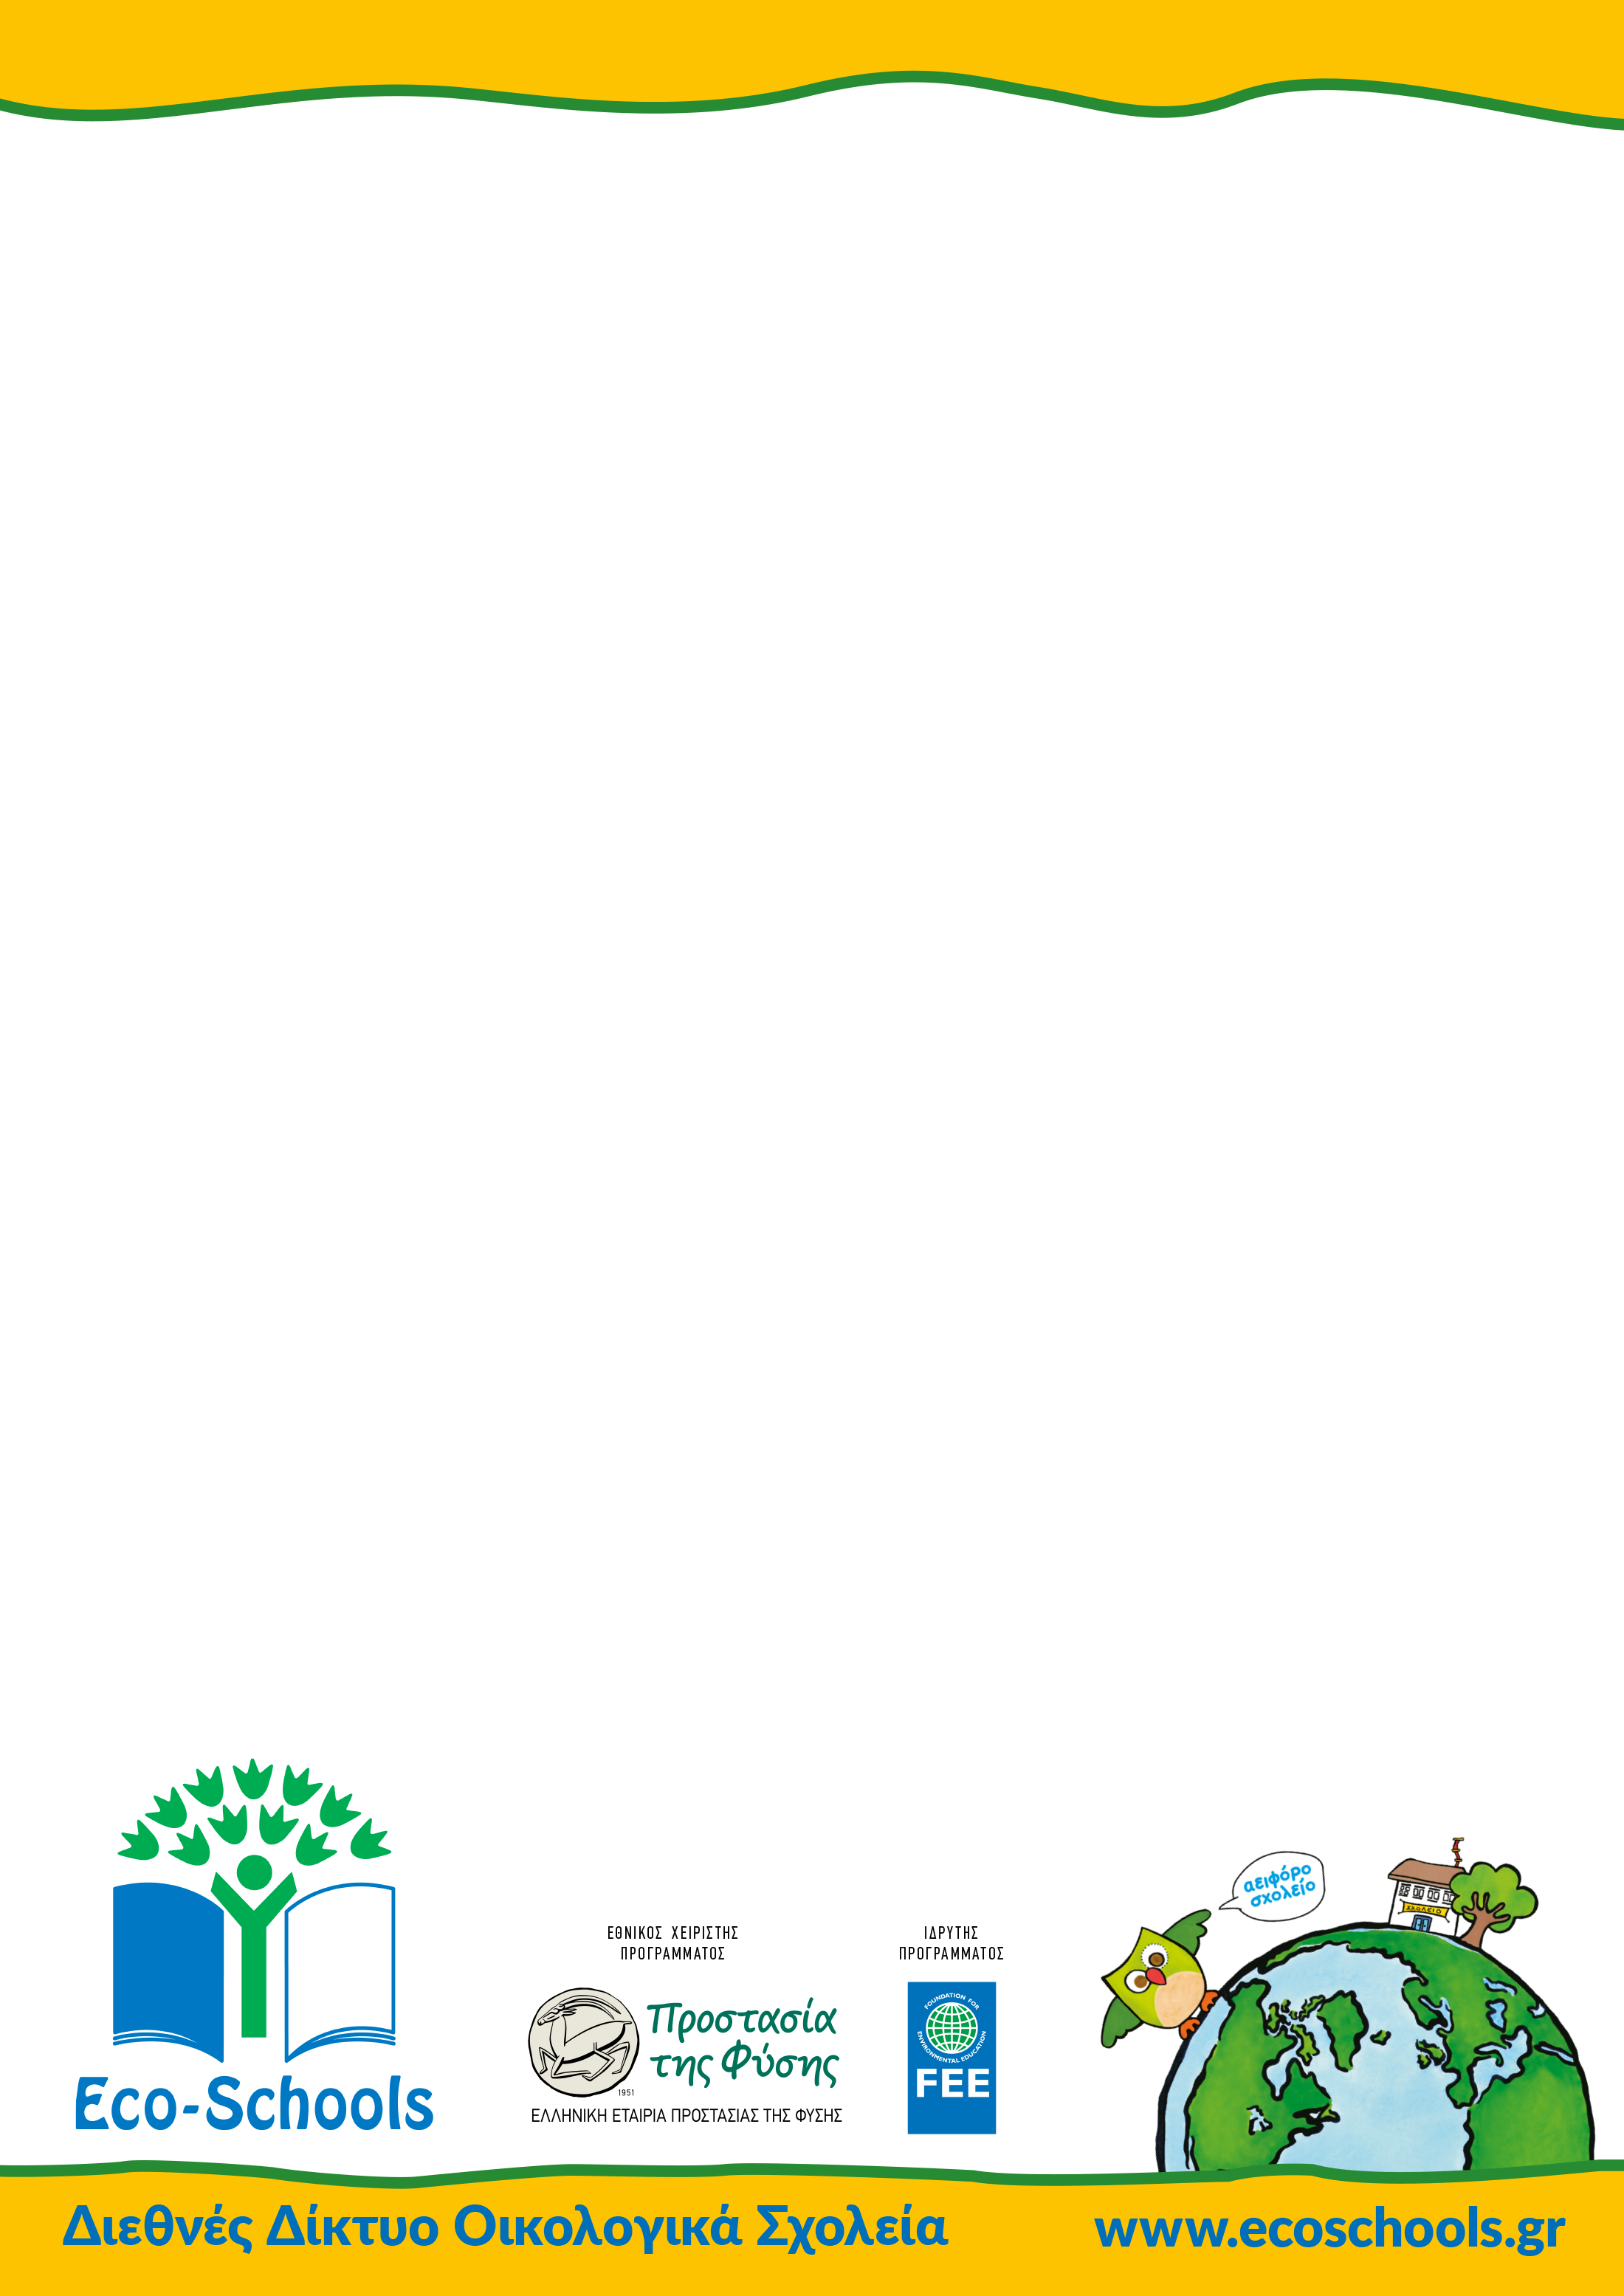 αειφόρο
σχολείο
ΣΧΟΛΕΙΟ
ΕΘΝΙΚΟΣ ΧΕΙΡΙΣΤΗΣ
ΠΡΟΓΡΑΜΜΑΤΟΣ
ΙΔΡΥΤΗΣ
ΠΡΟΓΡΑΜΜΑΤΟΣ
Προστασία
της Φύσης
1951
ΕΛΛΗΝΙΚΗ ΕΤΑΙΡΙΑ ΠΡΟΣΤΑΣΙΑΣ ΤΗΣ ΦΥΣΗΣ
FOUNDATION FOR
ENVIRONMENTAL EDUCATION
FEE
Eco-Schools
Διεθνές Δίκτυο Οικολογικά Σχολεία
www.ecoschools.gr